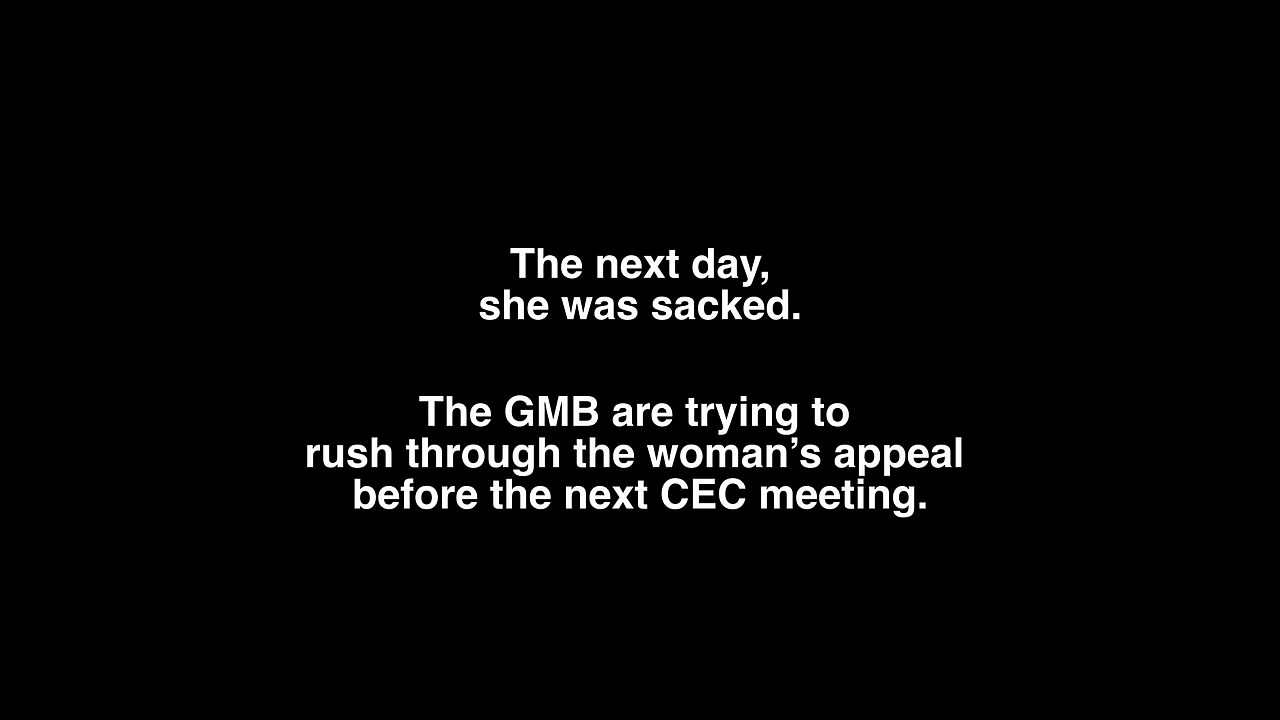 The next day,
she was sacked.
The GMB are trying to
rush through the woman’s appeal
before the next CEC meeting.